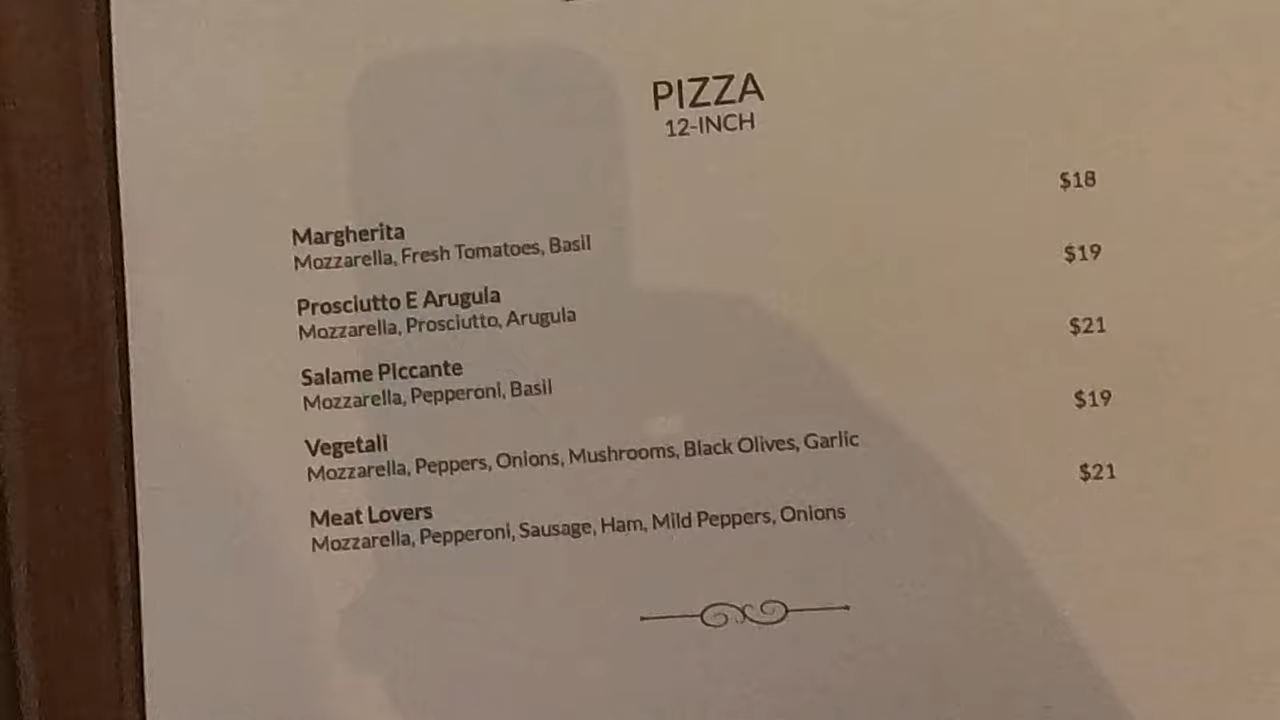 PIZZA
12-INCH
$18
Margherita
Mozzarella, Fresh Tomatoes, Basil
$19
Prosciutto E Arugula
Mozzarella, Prosciutto, Arugula
$21
Salame PIccante
Mozzarella, Pepperoni, Basil
$19
Vegetali
Mozzarella, Peppers, Onions, Mushrooms, Black Olives, Garlic
$21
Meat Lovers
Mozzarella, Pepperoni, Sausage, Ham, Mild Peppers, Onions